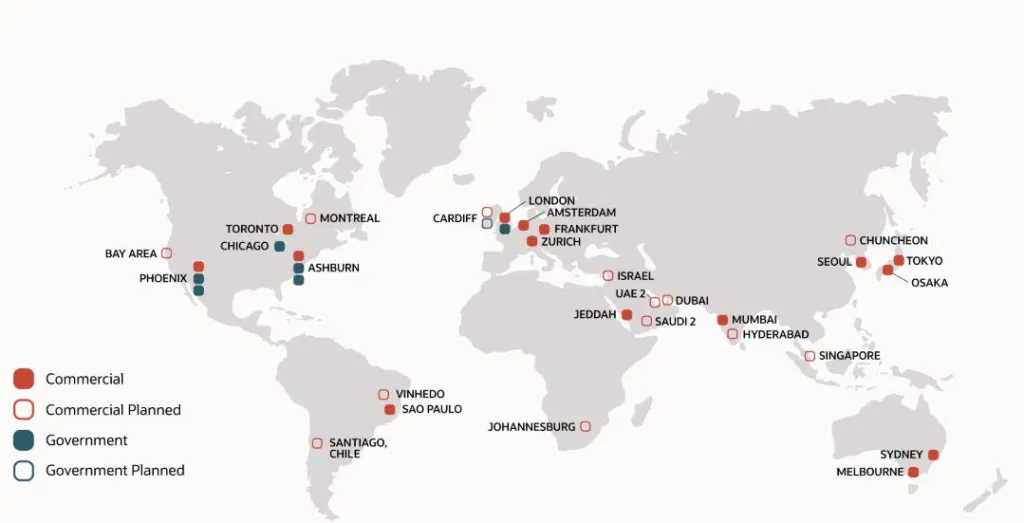 LONDON
AMSTERDAM
CARDIFF
MONTREAL
TORONTO
FRANKFURT
CHICAGO
ZURICH
CHUNCHEON
BAY AREA
SEOUL
TOKYO
ASHBURN
PHOENIX
ISRAEL
OSAKA
UAE 2
DUBAI
JEDDAH
SAUDI 2
MUMBAI
HYDERABAD
SINGAPORE
Commercial
VINHEDO
Commercial Planned
SAO PAULO
JOHANNESBURG
Government
SANTIAGO,
CHILE
SYDNEY
Government Planned
MELBOURNE